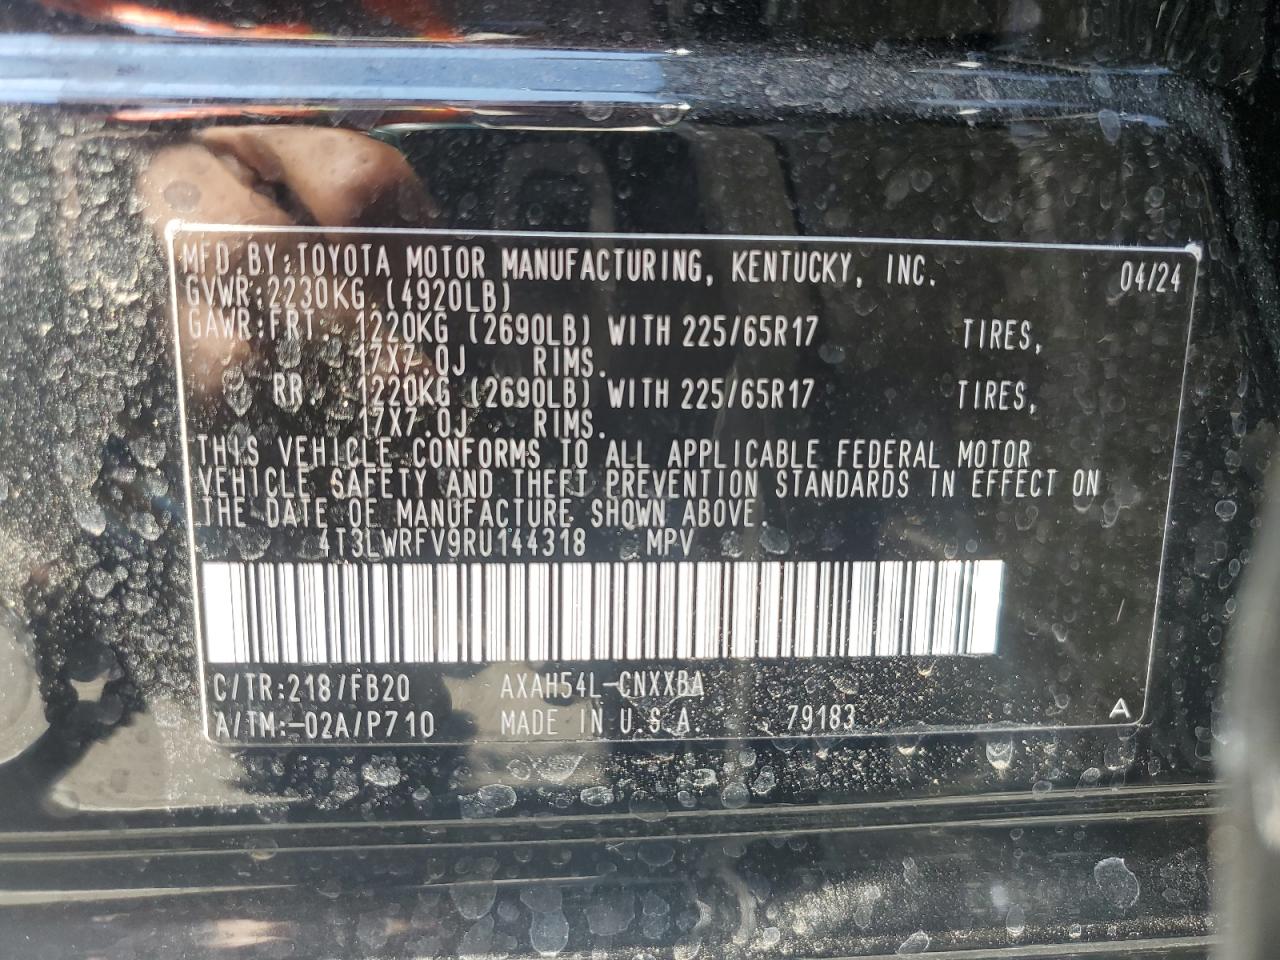 MFD.BY:TOYOTA MOTOR MANUFACTURING, KENTUCKY, INC. 04/24
GVWR:2230KG (4920LB)
GAWR:FRT. 1220KG (2690LB) WITH 225/65R17 TIRES,
17X7.0J RIMS.
RR. 1220KG (2690LB) WITH 225/65R17 TIRES,
17X7.0J RIMS.
THIS VEHICLE CONFORMS TO ALL APPLICABLE FEDERAL MOTOR
VEHICLE SAFETY AND THEFT PREVENTION STANDARDS IN EFFECT ON
THE DATE OF MANUFACTURE SHOWN ABOVE.
4T3LWRFV9RU144318 MPV
C/TR:218/FB20 AXAH54L-CNXXBA
A/TM:-02A/P710 MADE IN U.S.A. 79183 A